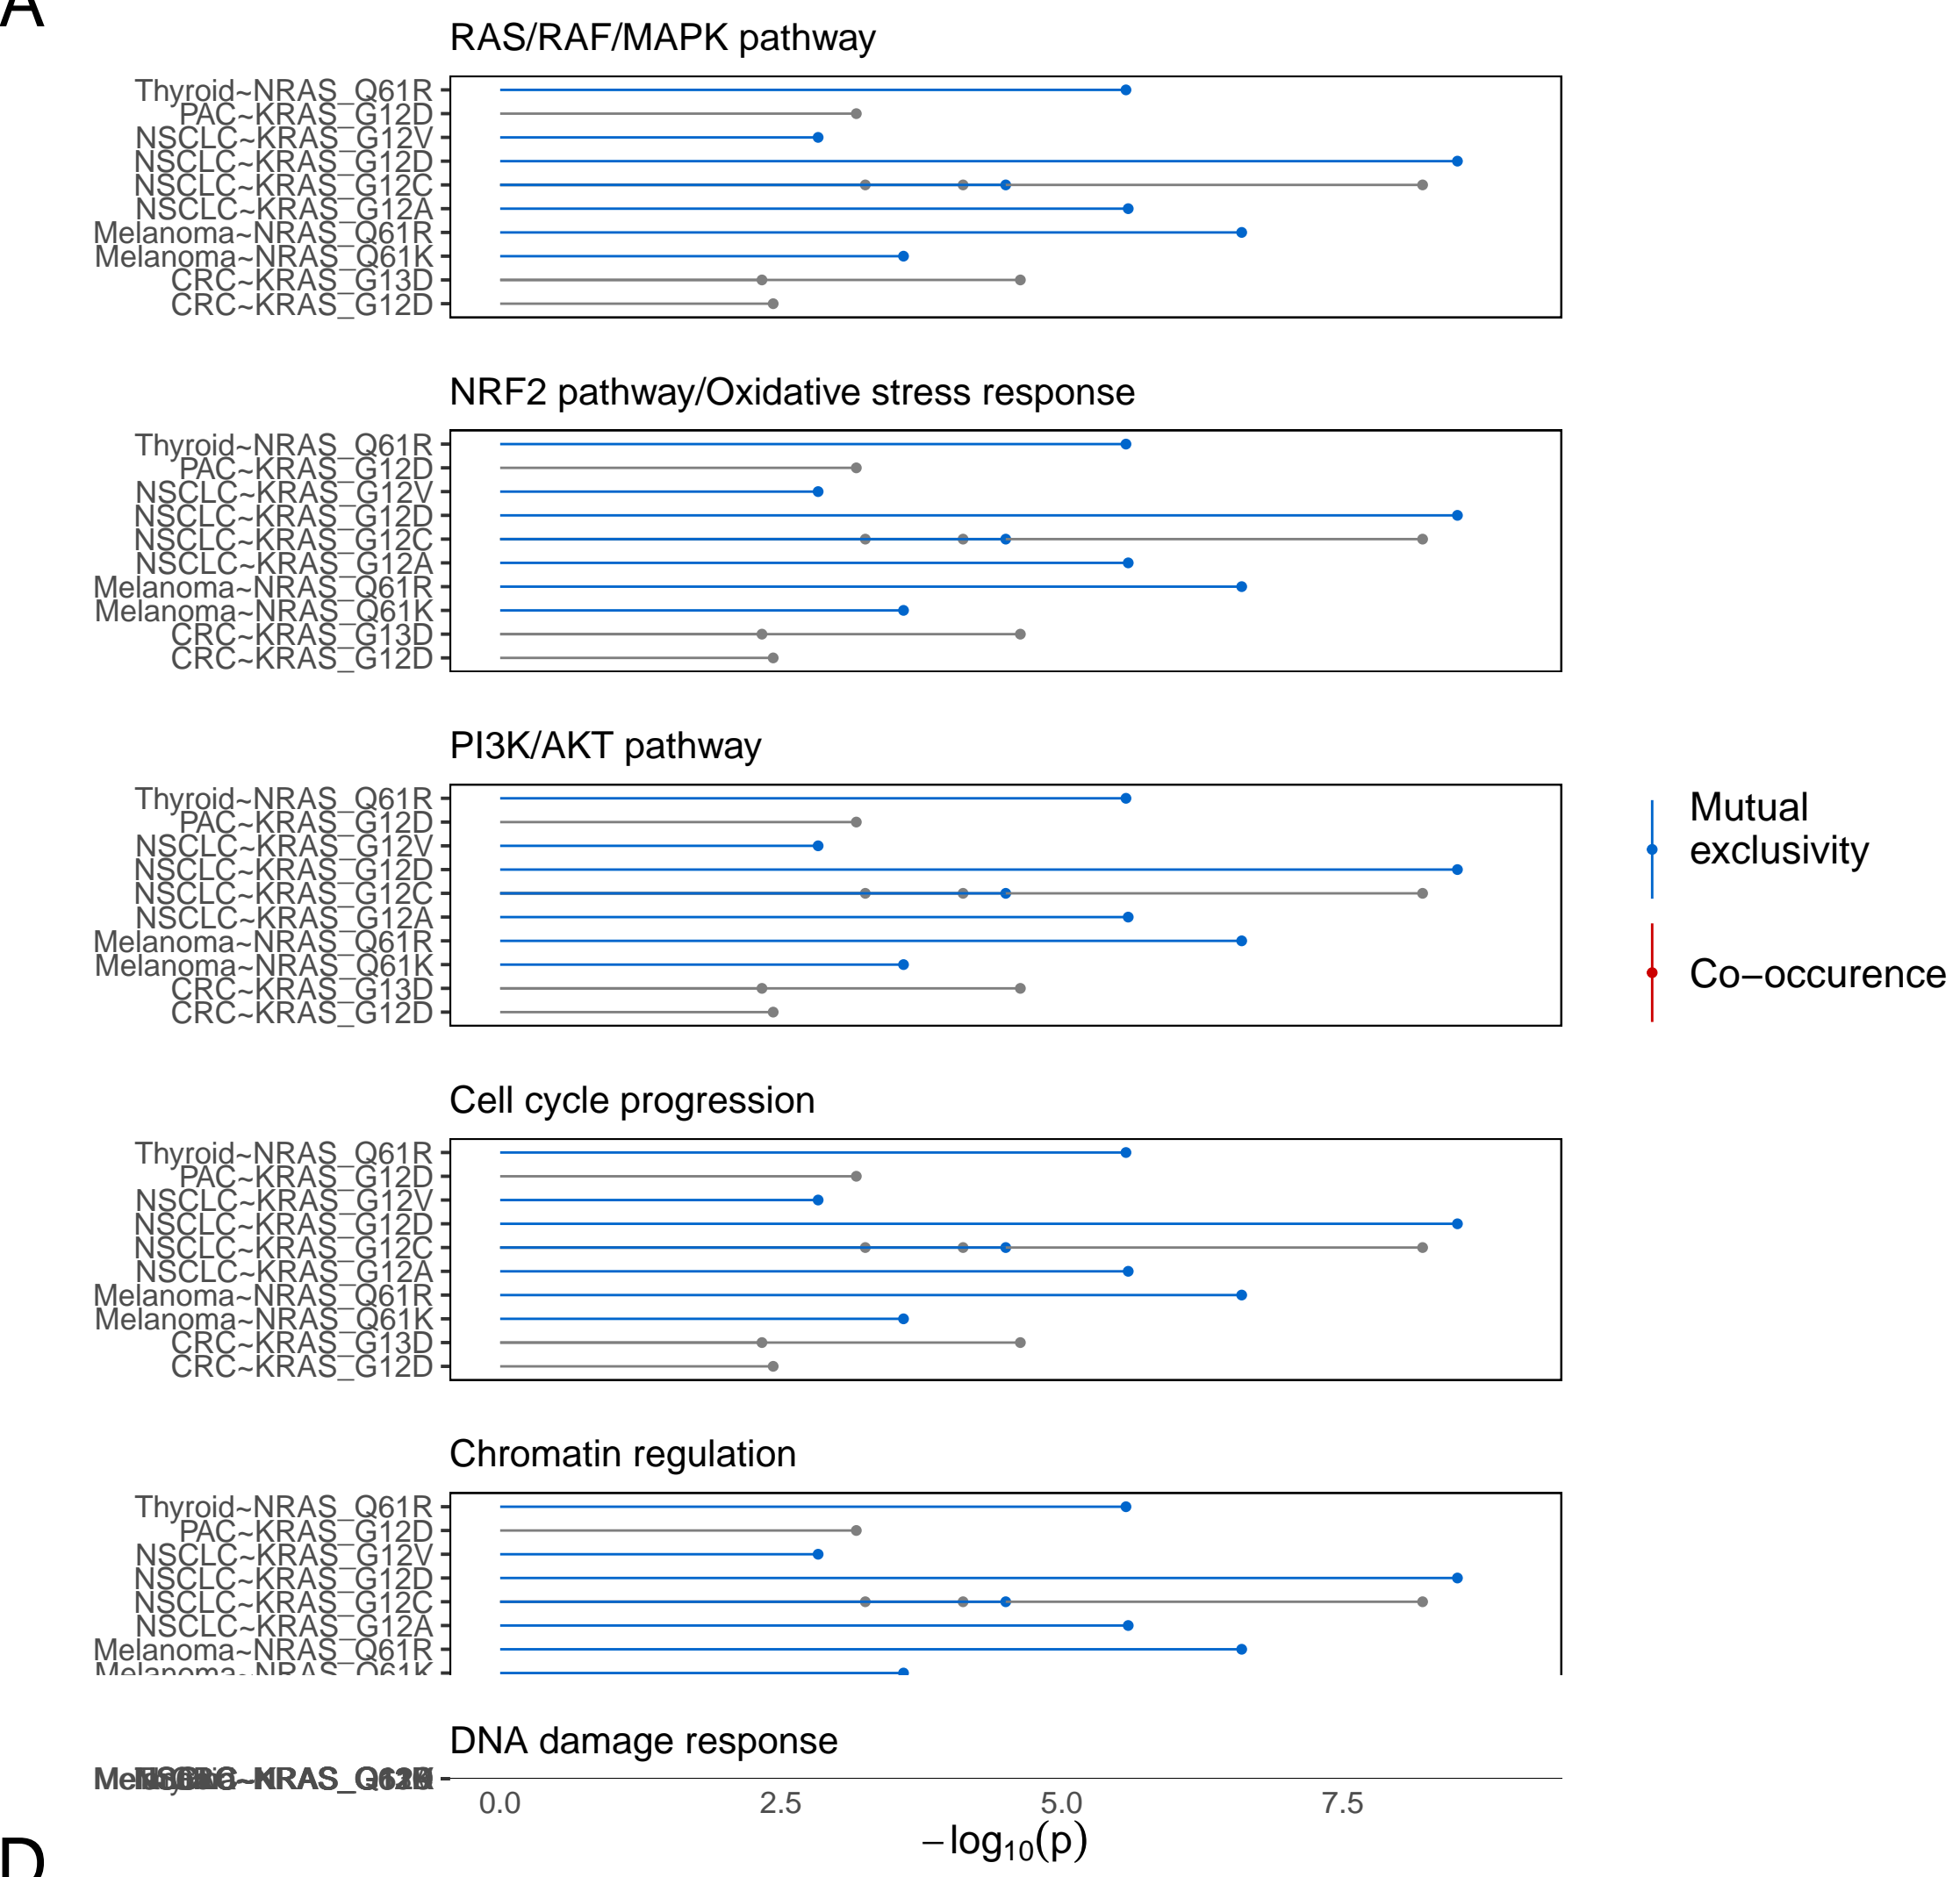 A
RAS/RAF/MAPK pathway
Thyroid~NRAS_Q61R
PAC~KRAS_G12D
NSCLC~KRAS_G12V
NSCLC~KRAS_G12D
NSCLC~KRAS_G12C
NSCLC~KRAS_G12A
Melanoma~NRAS_Q61R
Melanoma~NRAS_Q61K
CRC~KRAS_G13D
CRC~KRAS_G12D
NRF2 pathway/Oxidative stress response
Thyroid~NRAS_Q61R
PAC~KRAS_G12D
NSCLC~KRAS_G12V
NSCLC~KRAS_G12D
NSCLC~KRAS_G12C
NSCLC~KRAS_G12A
Melanoma~NRAS_Q61R
Melanoma~NRAS_Q61K
CRC~KRAS_G13D
CRC~KRAS_G12D
PI3K/AKT pathway
Thyroid~NRAS_Q61R
PAC~KRAS_G12D
NSCLC~KRAS_G12V
NSCLC~KRAS_G12D
NSCLC~KRAS_G12C
NSCLC~KRAS_G12A
Melanoma~NRAS_Q61R
Melanoma~NRAS_Q61K
CRC~KRAS_G13D
CRC~KRAS_G12D
Mutual
exclusivity
Co−occurence
Cell cycle progression
Thyroid~NRAS_Q61R
PAC~KRAS_G12D
NSCLC~KRAS_G12V
NSCLC~KRAS_G12D
NSCLC~KRAS_G12C
NSCLC~KRAS_G12A
Melanoma~NRAS_Q61R
Melanoma~NRAS_Q61K
CRC~KRAS_G13D
CRC~KRAS_G12D
Chromatin regulation
Thyroid~NRAS_Q61R
PAC~KRAS_G12D
NSCLC~KRAS_G12V
NSCLC~KRAS_G12D
NSCLC~KRAS_G12C
NSCLC~KRAS_G12A
Melanoma~NRAS_Q61R
Melanoma~NRAS_Q61K
DNA damage response
0.0 2.5 5.0 7.5
−log₁₀(p)
D